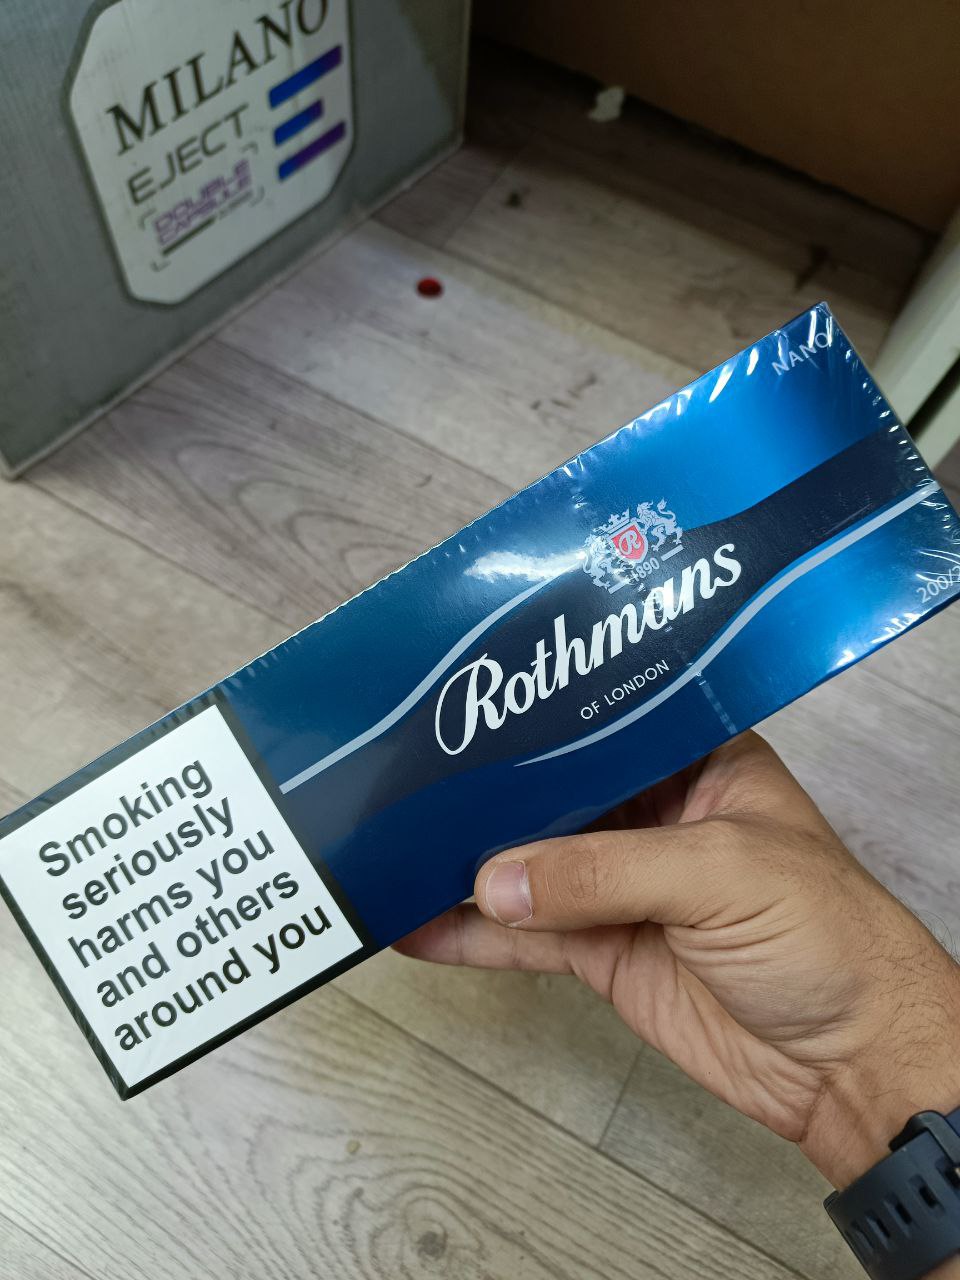 MILANO
EJECT
DOUBLE
CAPSULE
NANO
R
1890
Rothmans
OF LONDON
Smoking
seriously
harms you
and others
around you